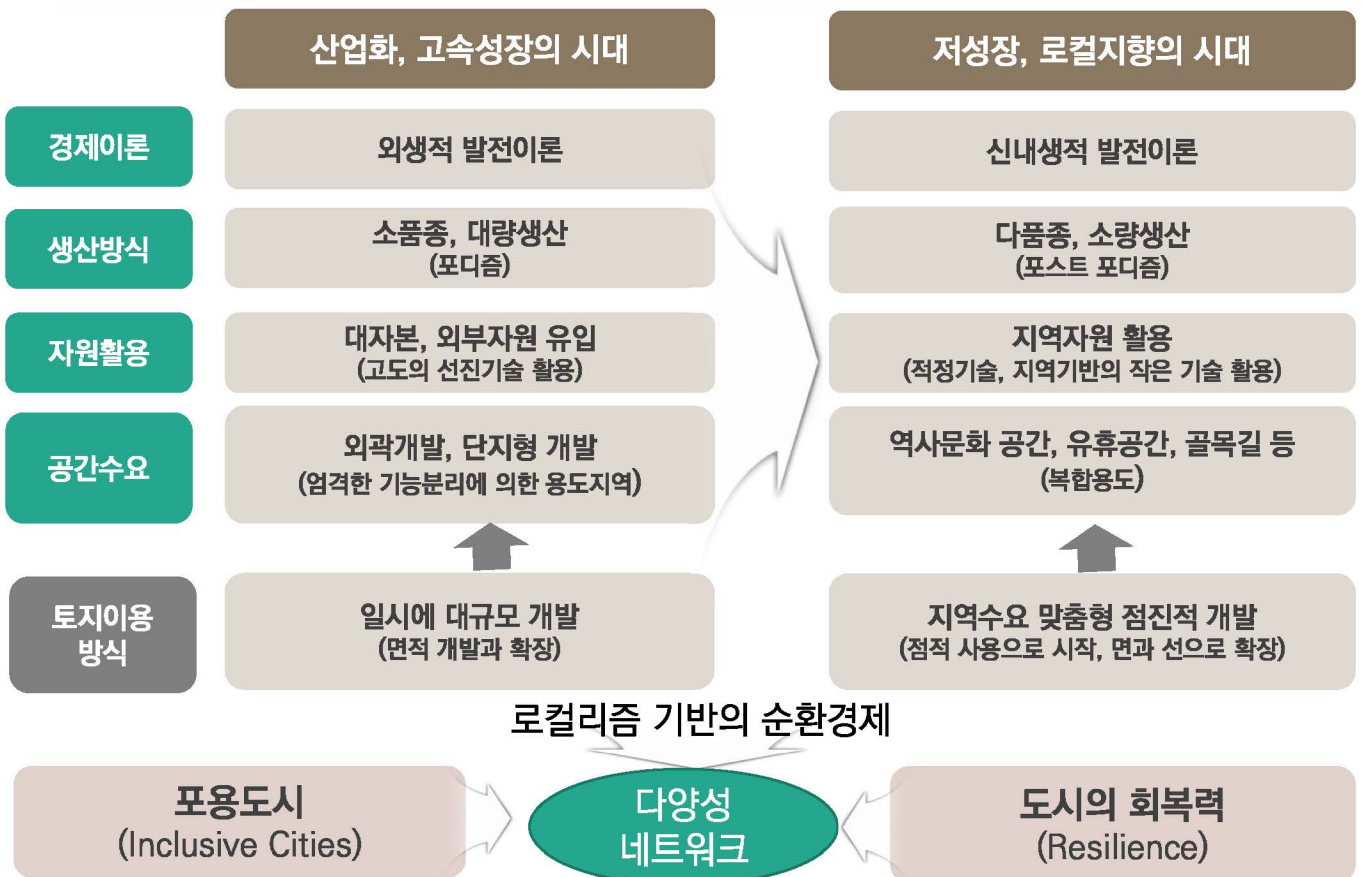 산업화, 고속성장의 시대
저성장, 로컬지향의 시대
경제이론
외생적 발전이론
신내생적 발전이론
생산방식
소품종, 대량생산
(포디즘)
다품종, 소량생산
(포스트 포디즘)
자원활용
대자본, 외부자원 유입
(고도의 선진기술 활용)
지역자원 활용
(적정기술, 지역기반의 작은 기술 활용)
공간수요
외곽개발, 단지형 개발
(엄격한 기능분리에 의한 용도지역)
역사문화 공간, 유휴공간, 골목길 등
(복합용도)
토지이용
방식
일시에 대규모 개발
(면적 개발과 확장)
지역수요 맞춤형 점진적 개발
(점적 사용으로 시작, 면과 선으로 확장)
로컬리즘 기반의 순환경제
포용도시
(Inclusive Cities)
다양성
네트워크
도시의 회복력
(Resilience)